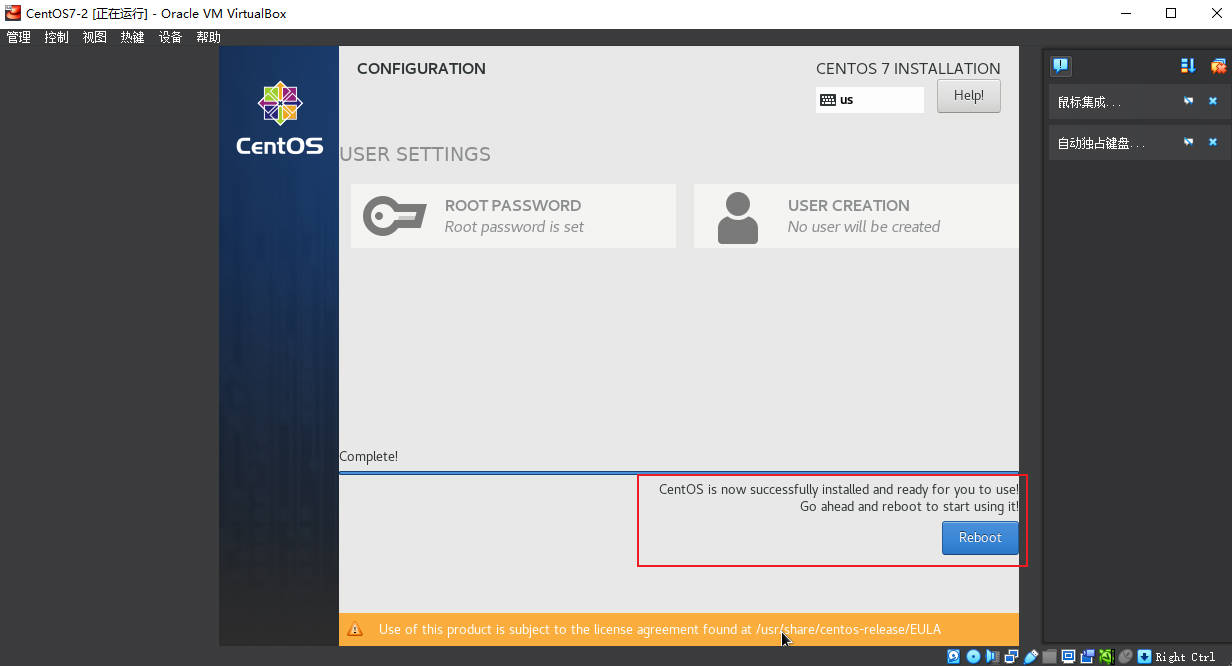 CentOS7-2 [正在运行] - Oracle VM VirtualBox
管理 控制 视图 热键 设备 帮助
CentOS
CONFIGURATION
CENTOS 7 INSTALLATION
us
Help!
USER SETTINGS
ROOT PASSWORD
Root password is set
USER CREATION
No user will be created
Complete!
CentOS is now successfully installed and ready for you to use!
Go ahead and reboot to start using it!
Reboot
Use of this product is subject to the license agreement found at /usr/share/centos-release/EULA
鼠标集成...
自动独占键盘...
Right Ctrl